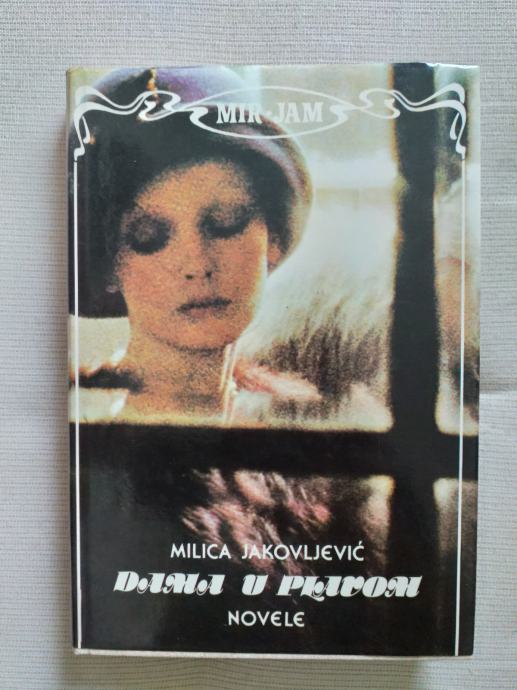 MIR-JAM
MILICA JAKOVLJEVIĆ
DAMA U PLAVOM
NOVELE